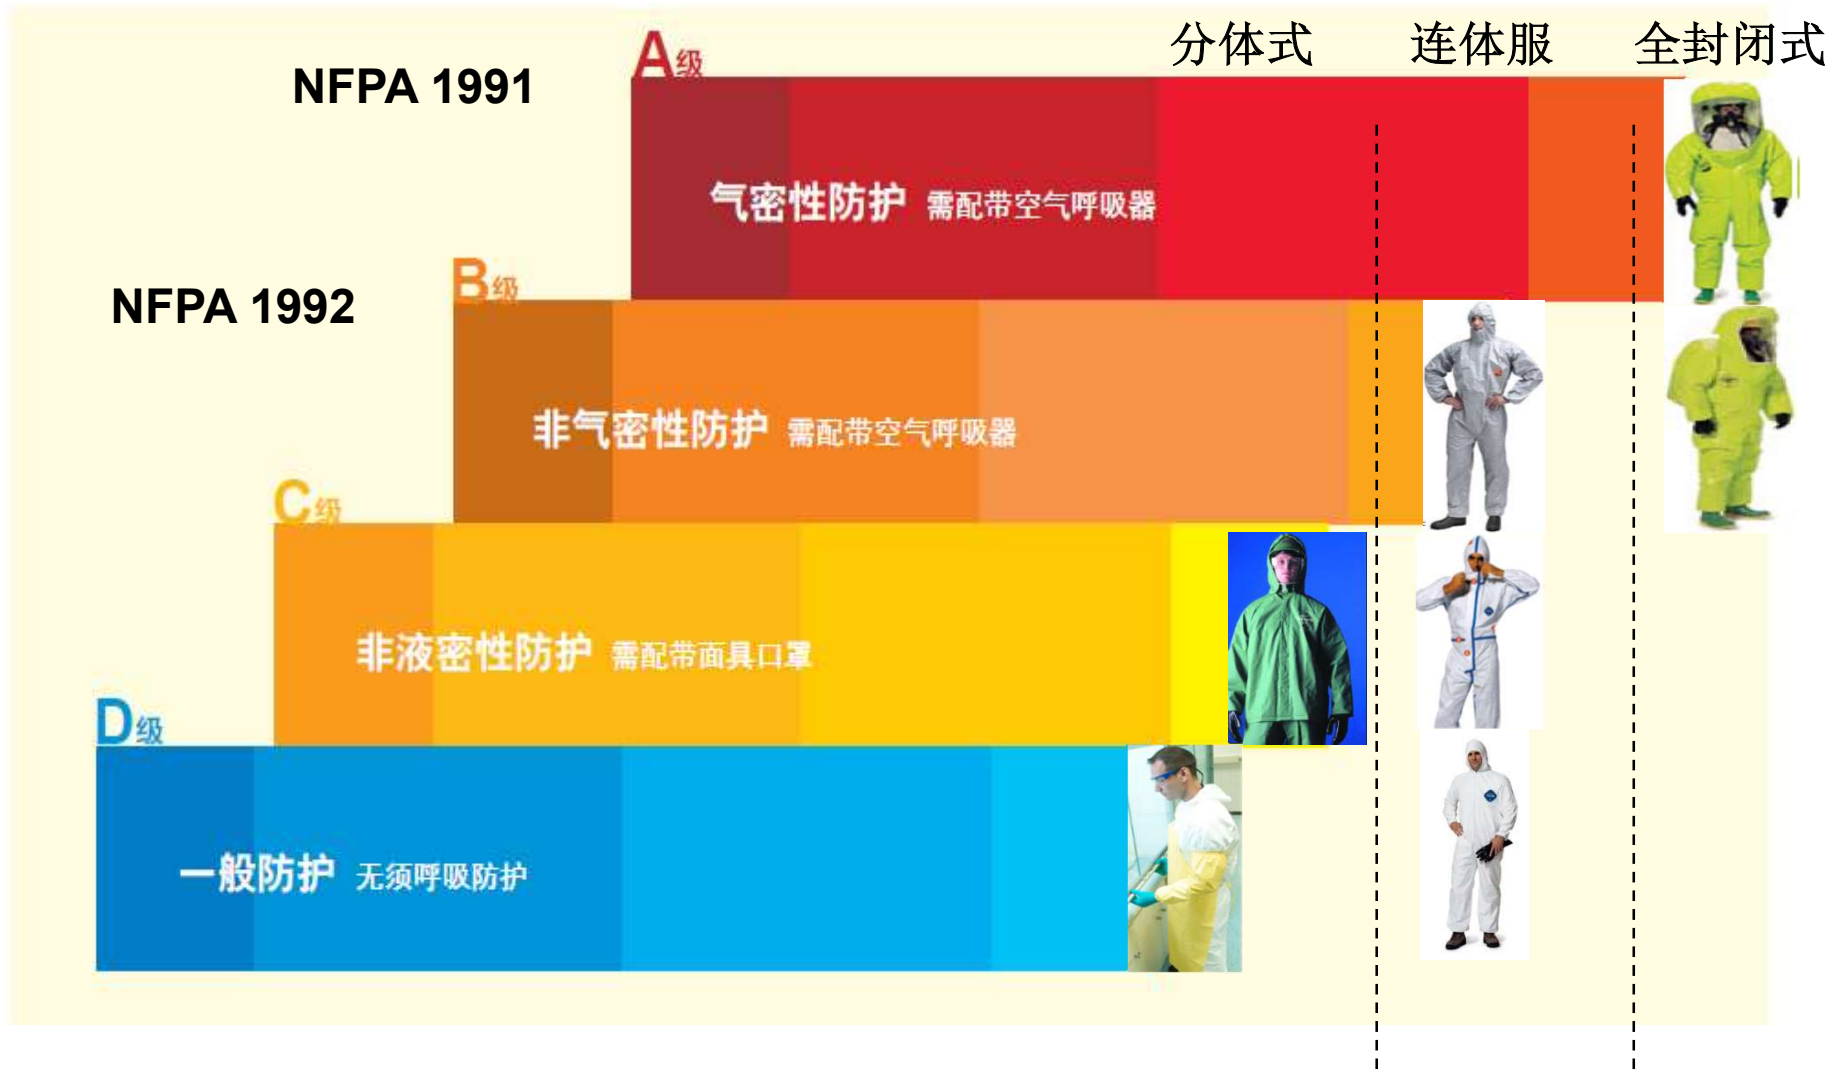 分体式 连体服 全封闭式
NFPA 1991
A级
气密性防护 需配带空气呼吸器
NFPA 1992
B级
非气密性防护 需配带空气呼吸器
C级
非液密性防护 需配带面具口罩
D级
一般防护 无须呼吸防护